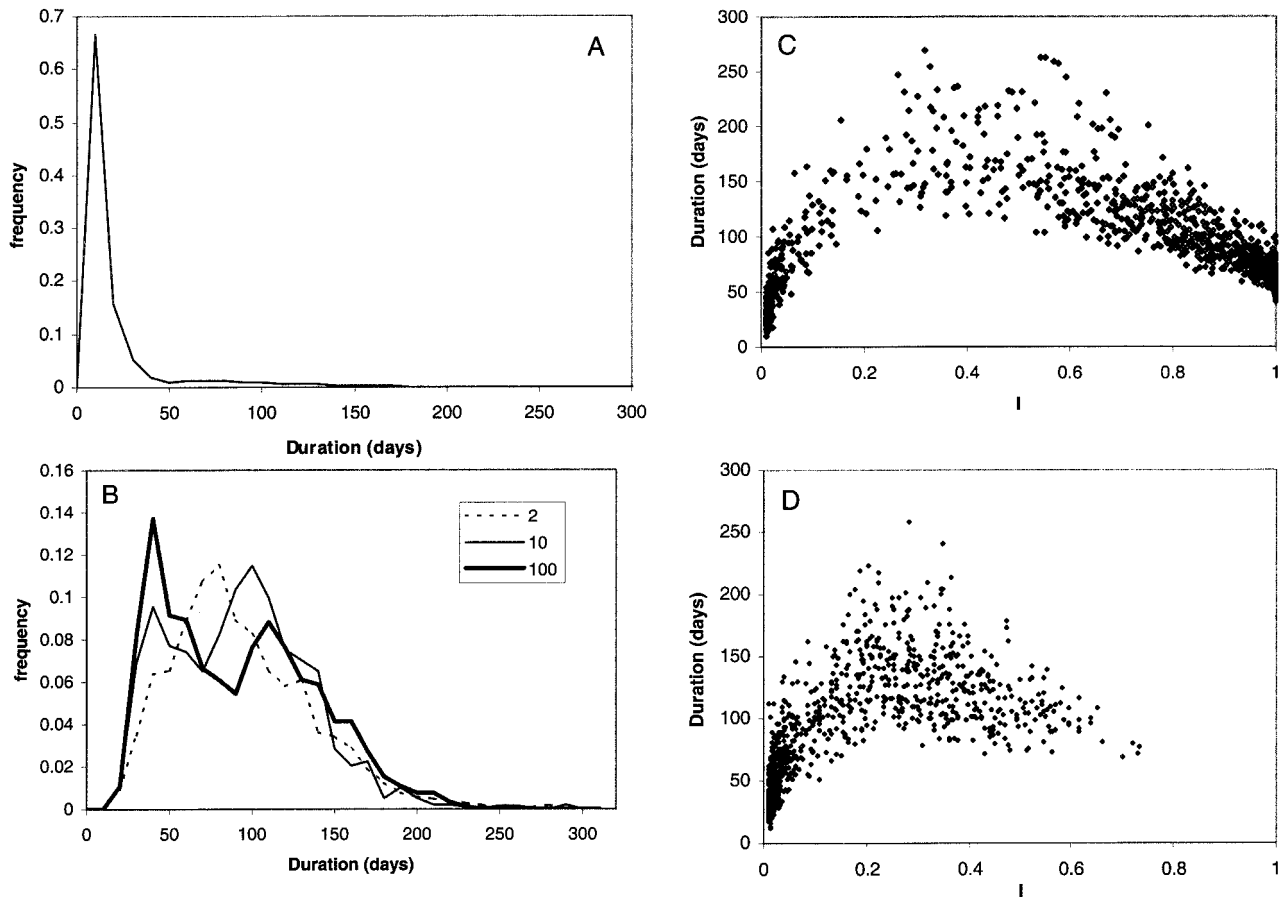 A
frequency
0.7
0.6
0.5
0.4
0.3
0.2
0.1
0
0 50 100 150 200 250 300
Duration (days)
B
frequency
0.16
0.14
0.12
0.1
0.08
0.06
0.04
0.02
0
2
10
100
0 50 100 150 200 250 300
Duration (days)
C
Duration (days)
300
250
200
150
100
50
0
0 0.2 0.4 0.6 0.8 1
I
D
Duration (days)
300
250
200
150
100
50
0
0 0.2 0.4 0.6 0.8 1
I